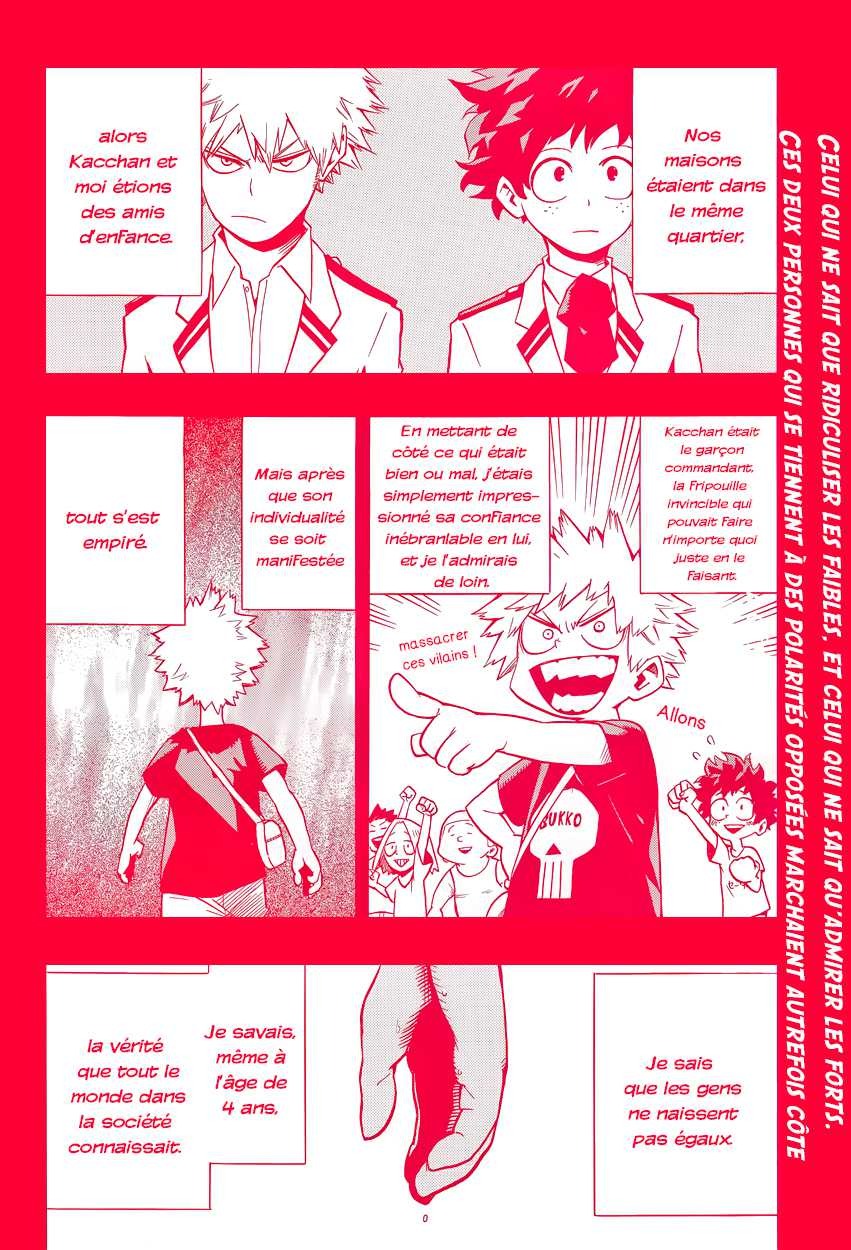 CELUI QUI NE SAIT QUE RIDICULISER LES FAIBLES, ET CELUI QUI NE SAIT QU'ADMIRER LES FORTS.
CES DEUX PERSONNES QUI SE TIENNENT À DES POLARITÉS OPPOSÉES MARCHAIENT AUTREFOIS CÔTE
Nos
maisons
étaient dans
le même
quartier,
alors
Kacchan et
moi étions
des amis
d'enfance.
Kacchan était
le garçon
commandant,
la Fripouille
invincible qui
pouvait Faire
n'importe quoi
juste en le
Faisant.
En mettant de
côté ce qui était
bien ou mal, j'étais
simplement impres-
sionné sa confiance
inébranlable en lui,
et je l'admirais
de loin.
Allons
massacrer
ces vilains !
BUKKO
Mais après
que son
individualité
se soit
manifestée
tout s'est
empiré.
Je sais
que les gens
ne naissent
pas égaux.
Je savais,
même à
l'âge de
4 ans,
la vérité
que tout le
monde dans
la société
connaissait.
0